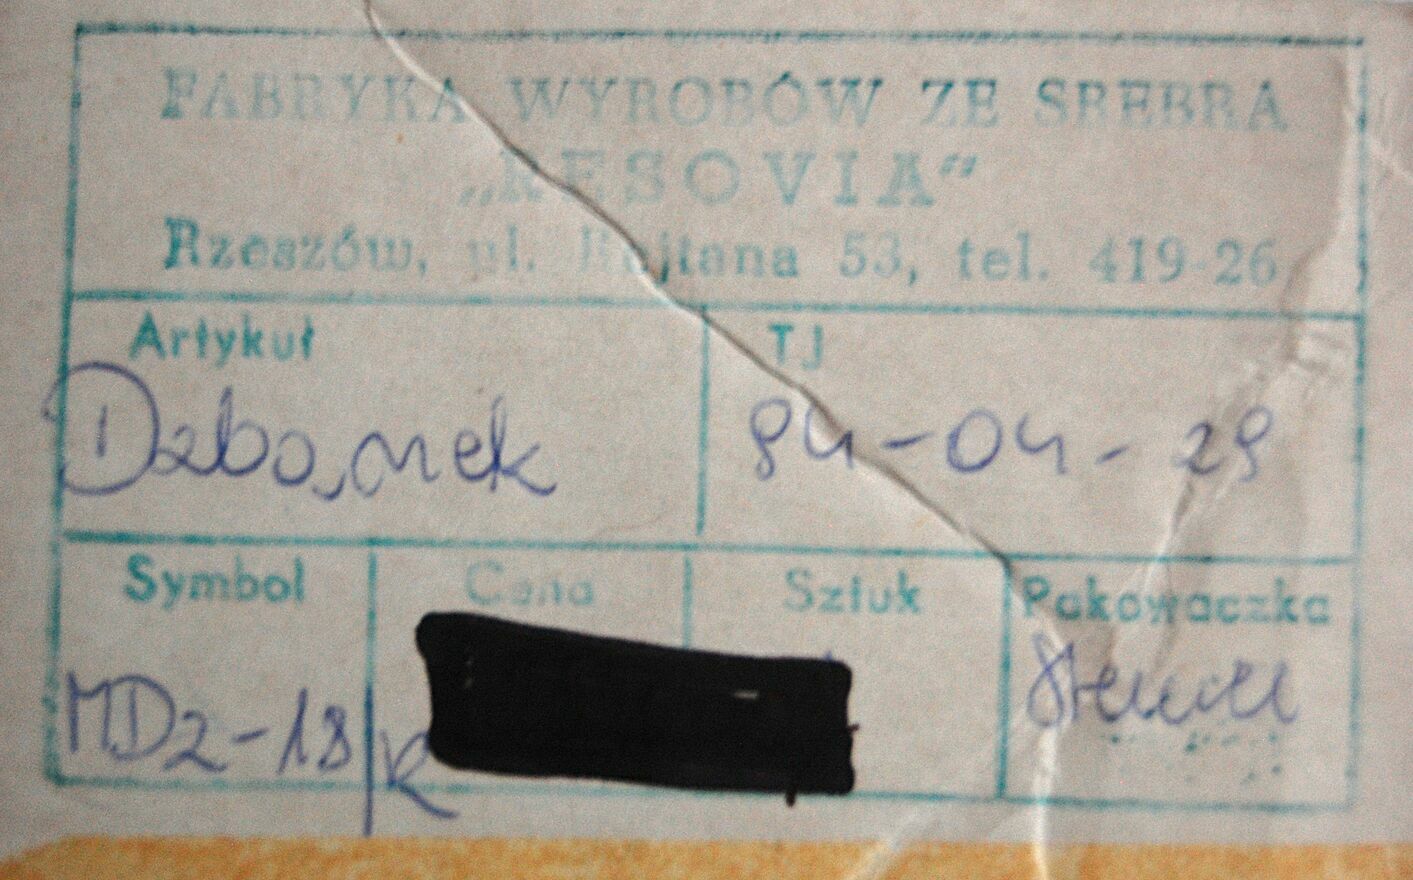 FABRYKA WYROBÓW ZE SREBRA
„RESOVIA”
Rzeszów, pl. Rejtana 53, tel. 419-26
Artykuł TJ
Dzbanek 84-04-29
Symbol Cena Sztuk Pakowaczka
MD2-18/K